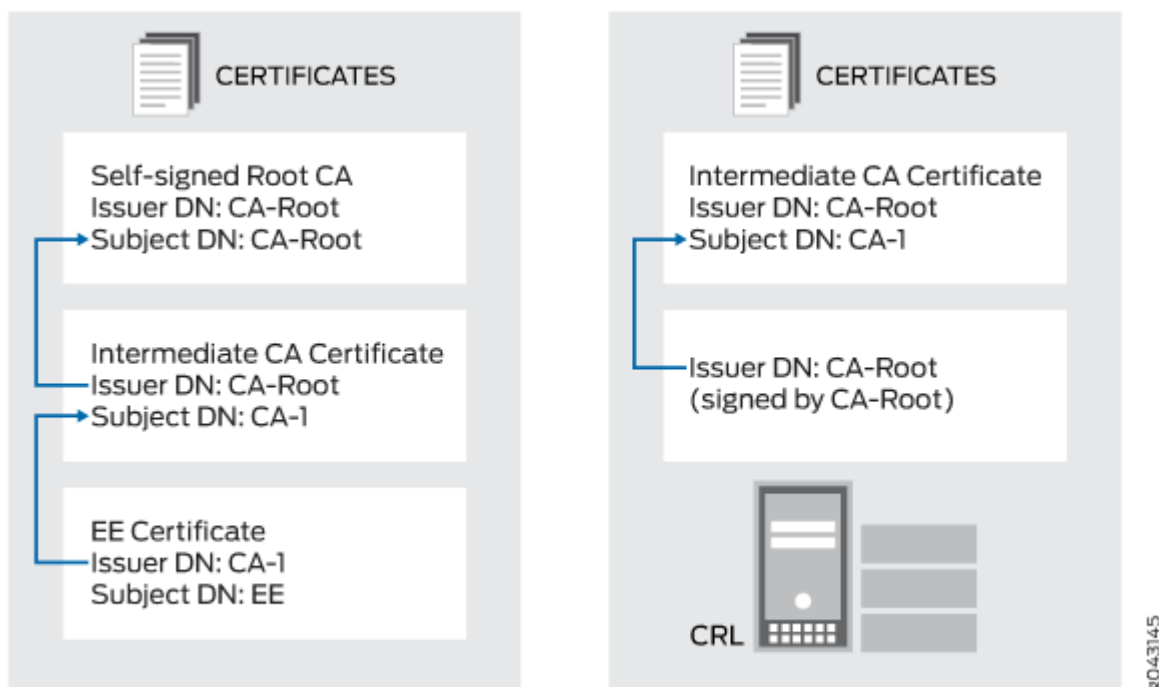 CERTIFICATES
Self-signed Root CA
Issuer DN: CA-Root
Subject DN: CA-Root
Intermediate CA Certificate
Issuer DN: CA-Root
Subject DN: CA-1
EE Certificate
Issuer DN: CA-1
Subject DN: EE
CERTIFICATES
Intermediate CA Certificate
Issuer DN: CA-Root
Subject DN: CA-1
Issuer DN: CA-Root
(signed by CA-Root)
CRL
g043145